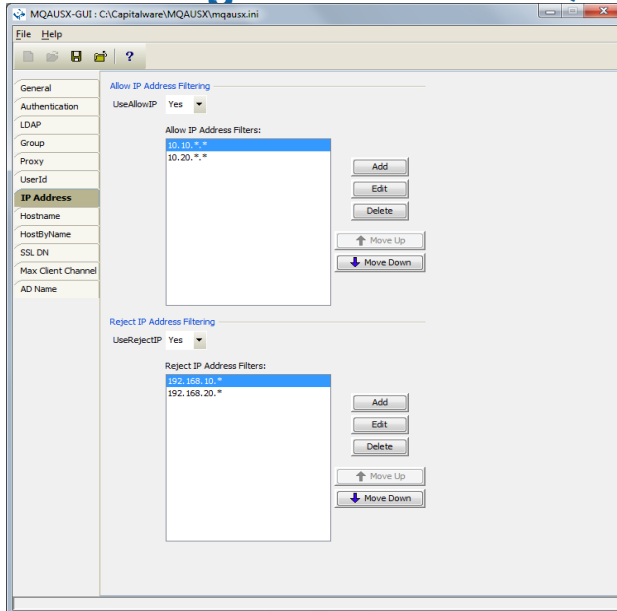 MQAUSX-GUI : C:\Capitalware\MQAUSX\mqausx.ini
File Help
?
General
Authentication
LDAP
Group
Proxy
UserId
IP Address
Hostname
HostByName
SSL DN
Max Client Channel
AD Name
Allow IP Address Filtering
UseAllowIP Yes
Allow IP Address Filters:
10.10.*.*
10.20.*.*
Add
Edit
Delete
Move Up
Move Down
Reject IP Address Filtering
UseRejectIP Yes
Reject IP Address Filters:
192.168.10.*
192.168.20.*
Add
Edit
Delete
Move Up
Move Down